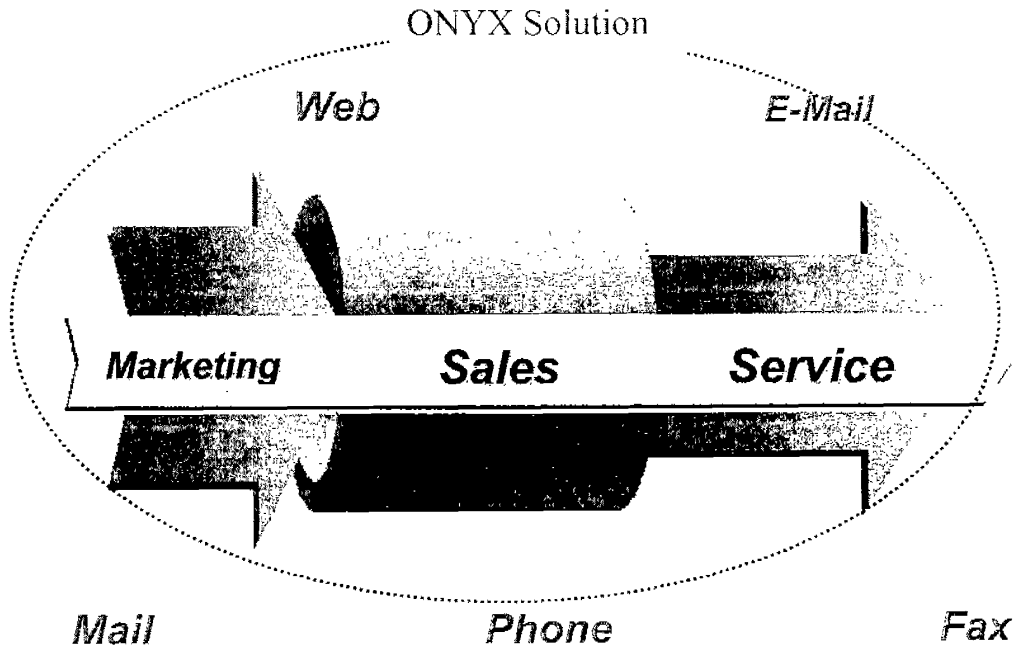 ONYX Solution
Web E-Mail
Marketing Sales Service
Mail Phone Fax